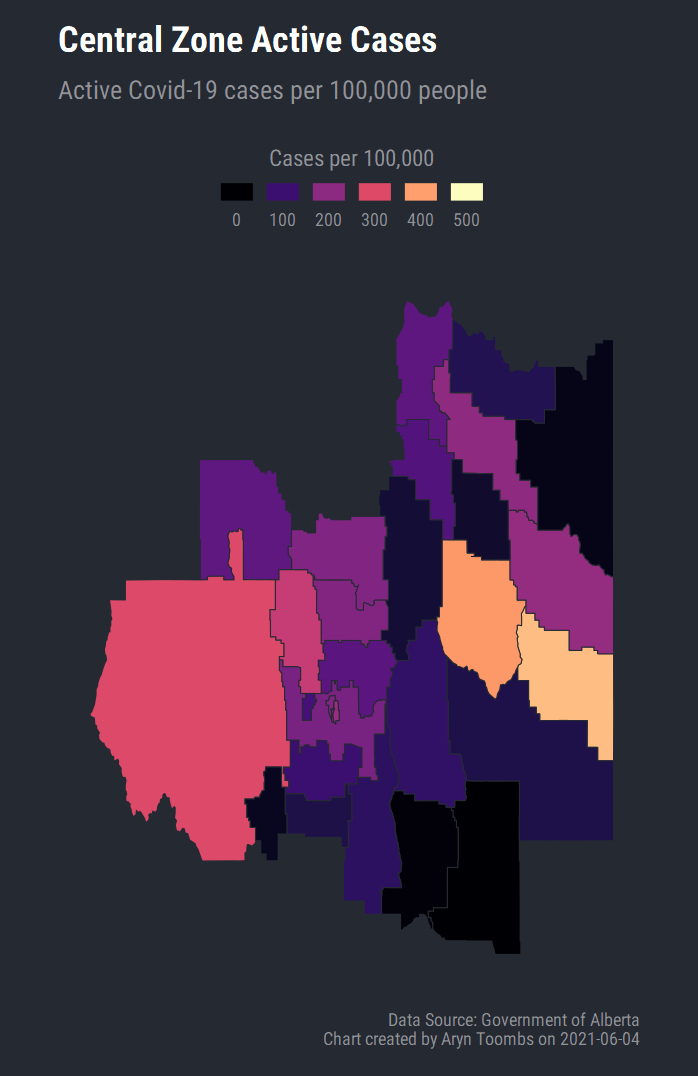 Central Zone Active Cases
Active Covid-19 cases per 100,000 people
Cases per 100,000
0 100 200 300 400 500
Data Source: Government of Alberta
Chart created by Aryn Toombs on 2021-06-04